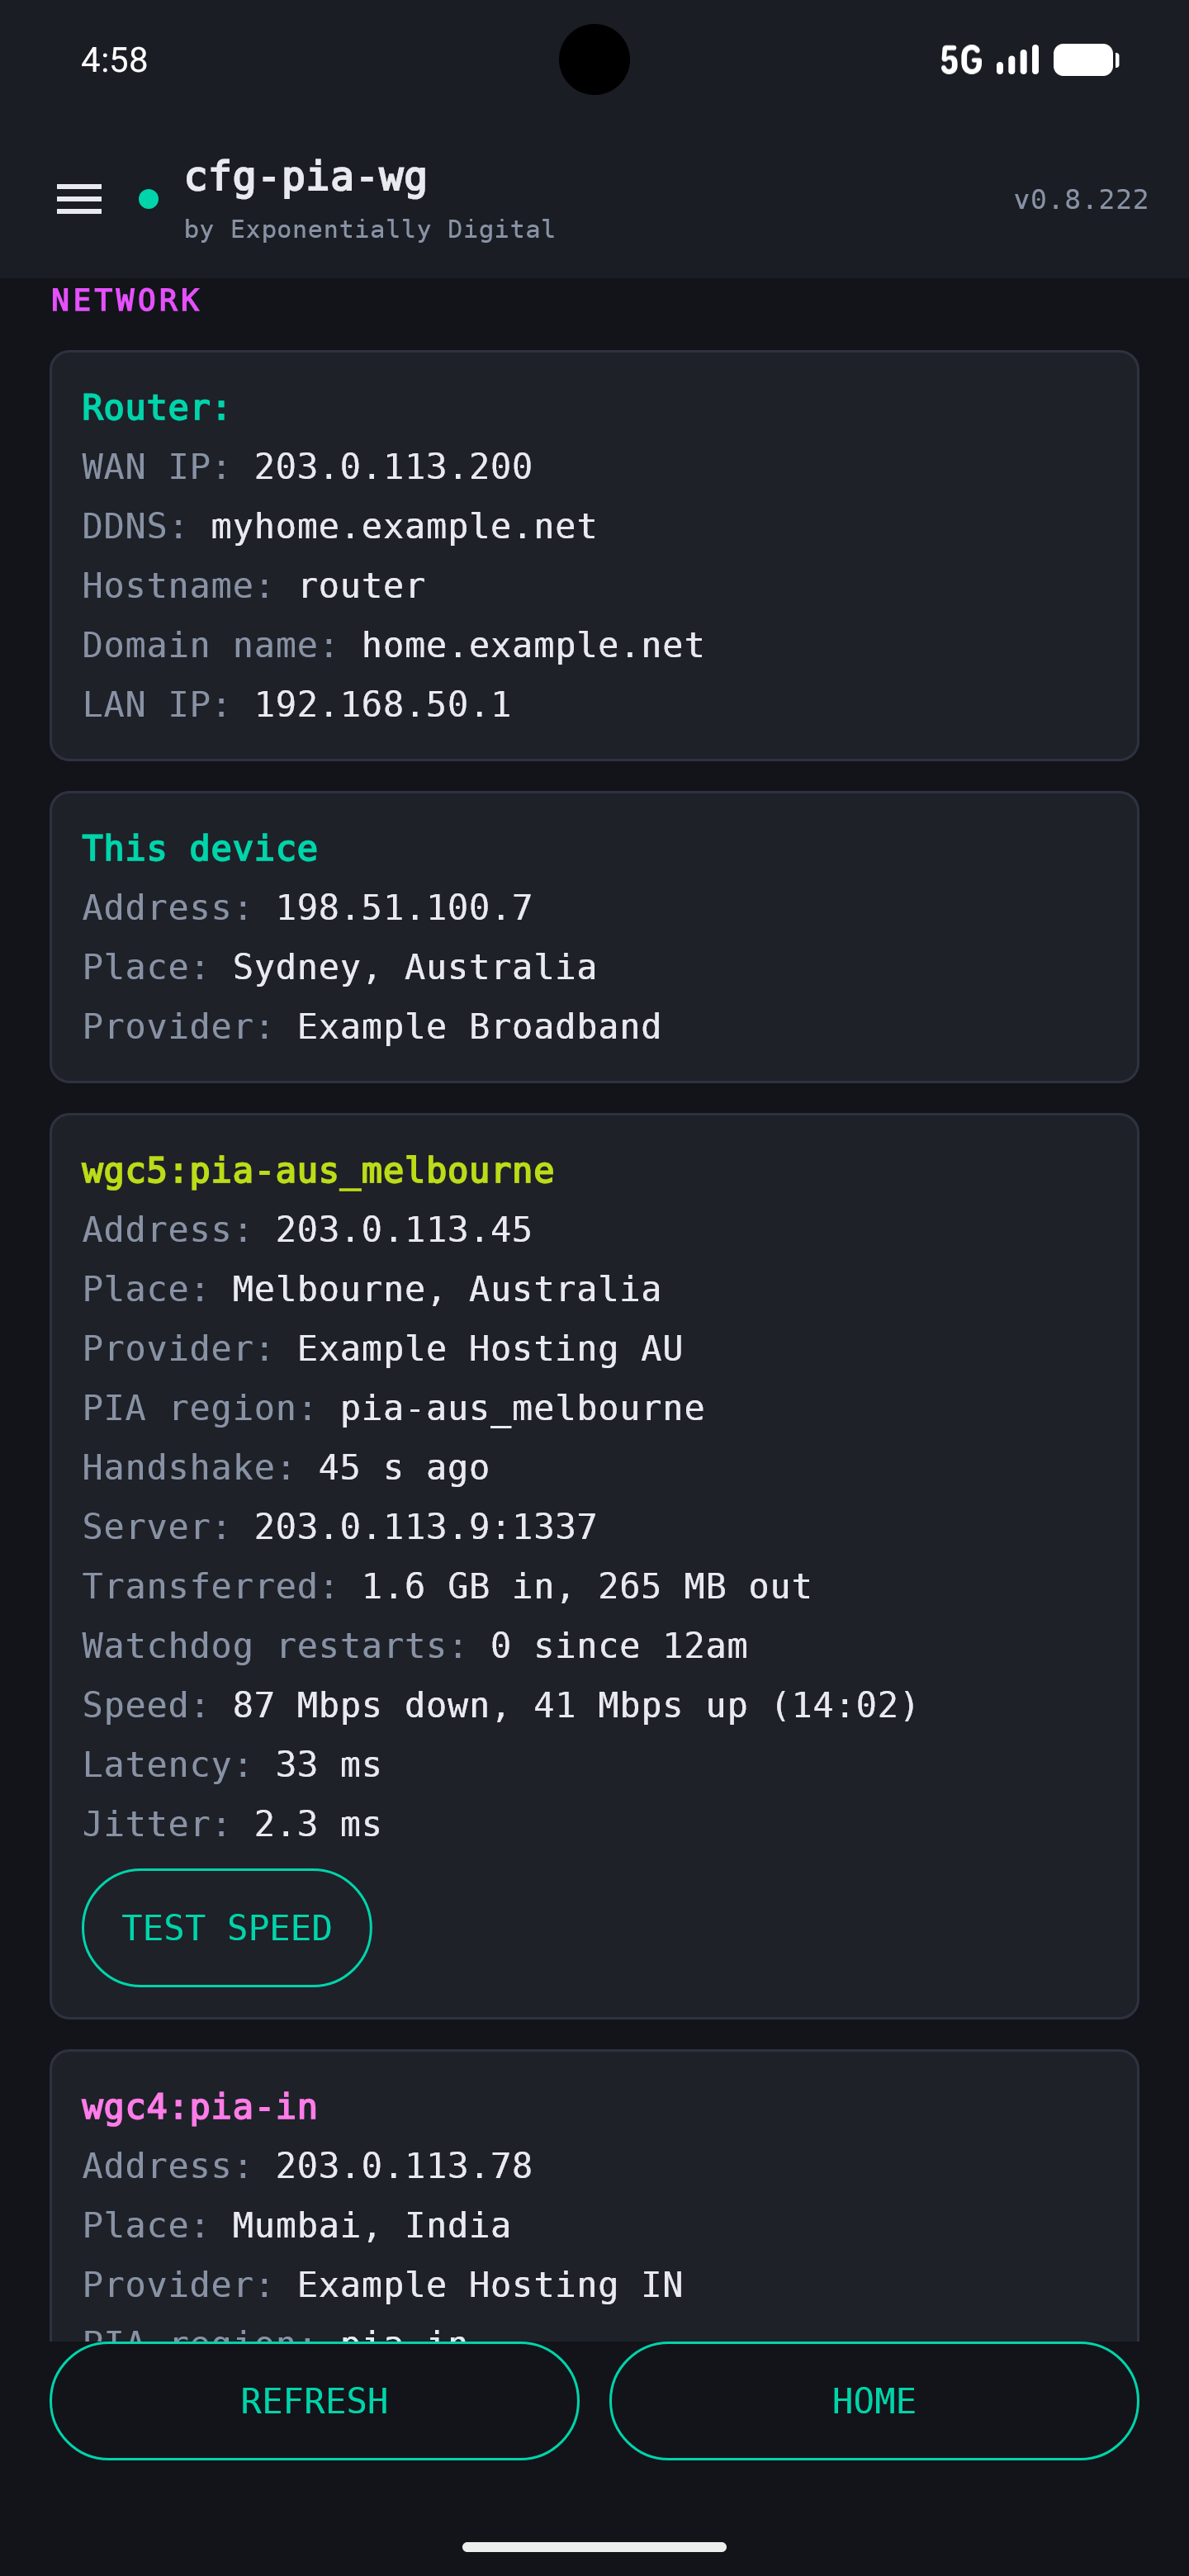 4:58
5G
cfg-pia-wg
by Exponentially Digital
v0.8.222
NETWORK
Router:
WAN IP: 203.0.113.200
DDNS: myhome.example.net
Hostname: router
Domain name: home.example.net
LAN IP: 192.168.50.1
This device
Address: 198.51.100.7
Place: Sydney, Australia
Provider: Example Broadband
wgc5:pia-aus_melbourne
Address: 203.0.113.45
Place: Melbourne, Australia
Provider: Example Hosting AU
PIA region: pia-aus_melbourne
Handshake: 45 s ago
Server: 203.0.113.9:1337
Transferred: 1.6 GB in, 265 MB out
Watchdog restarts: 0 since 12am
Speed: 87 Mbps down, 41 Mbps up (14:02)
Latency: 33 ms
Jitter: 2.3 ms
TEST SPEED
wgc4:pia-in
Address: 203.0.113.78
Place: Mumbai, India
Provider: Example Hosting IN
PIA region: pia-in
REFRESH
HOME